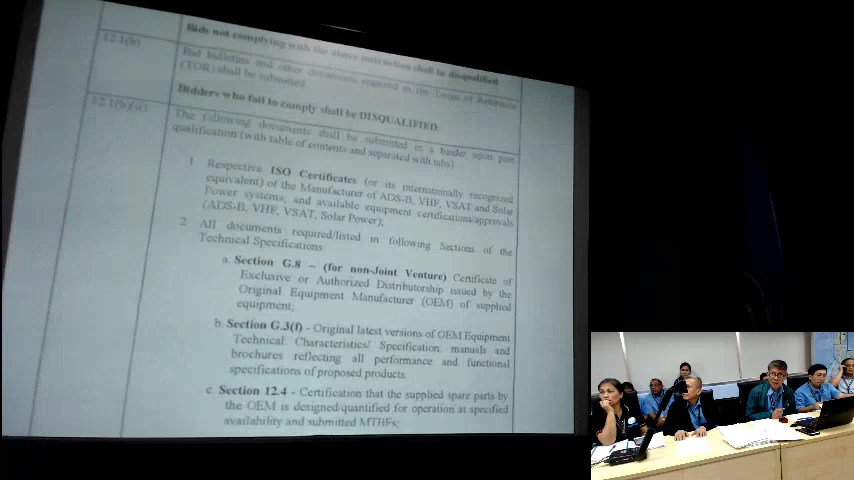 Bids not complying with the above instruction shall be disqualified
12.1(b)
Bid bulletins and other documents required in the Terms of Reference
(TOR) shall be submitted.
Bidders who fail to comply shall be DISQUALIFIED.
The following documents shall be submitted in a binder upon post
qualification (with table of contents and separated with tabs)
1 Respective ISO Certificates (or its internationally recognized
equivalent) of the Manufacturer of ADS-B, VHF, VSAT and Solar
Power systems; and available equipment certifications/approvals
(ADS-B, VHF, VSAT, Solar Power);
2 All documents required/listed in following Sections of the
Technical Specifications
a. Section G.8 – (for non-Joint Venture) Certificate of
Exclusive or Authorized Distributorship issued by the
Original Equipment Manufacturer (OEM) of supplied
equipment;
b. Section G.3(f) - Original latest versions of OEM Equipment
Technical Characteristics/ Specification, manuals and
brochures reflecting all performance and functional
specifications of proposed products.
c. Section 12.4 - Certification that the supplied spare parts by
the OEM is designed/quantified for operation at specified
availability and submitted MTBFs;